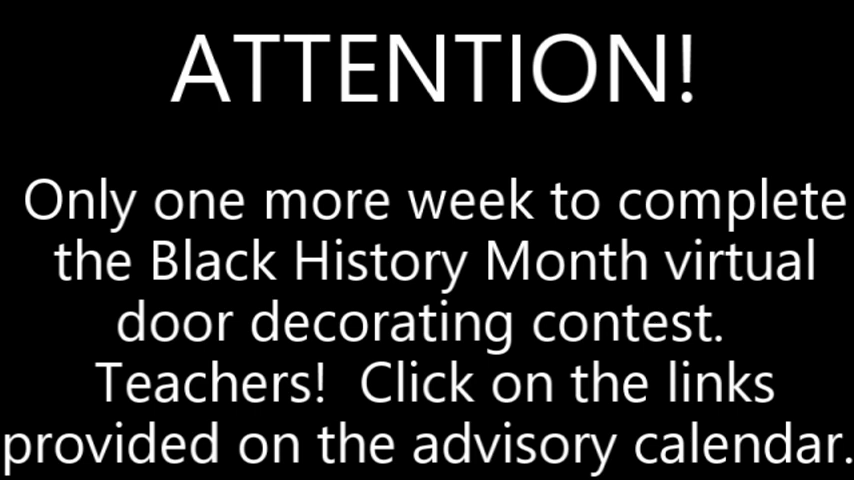 ATTENTION!
Only one more week to complete
the Black History Month virtual
door decorating contest.
Teachers!  Click on the links
provided on the advisory calendar.